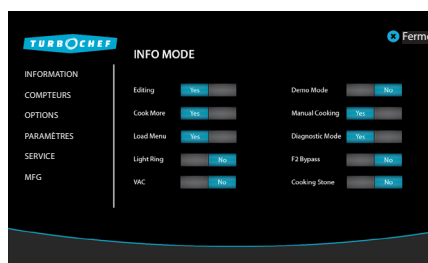 TURBOCHEF
Ferme
INFO MODE
INFORMATION
COMPTEURS
OPTIONS
PARAMÈTRES
SERVICE
MFG
Editing Yes
Cook More Yes
Load Menu Yes
Light Ring No
VAC No
Demo Mode No
Manual Cooking Yes
Diagnostic Mode Yes
F2 Bypass No
Cooking Stone No